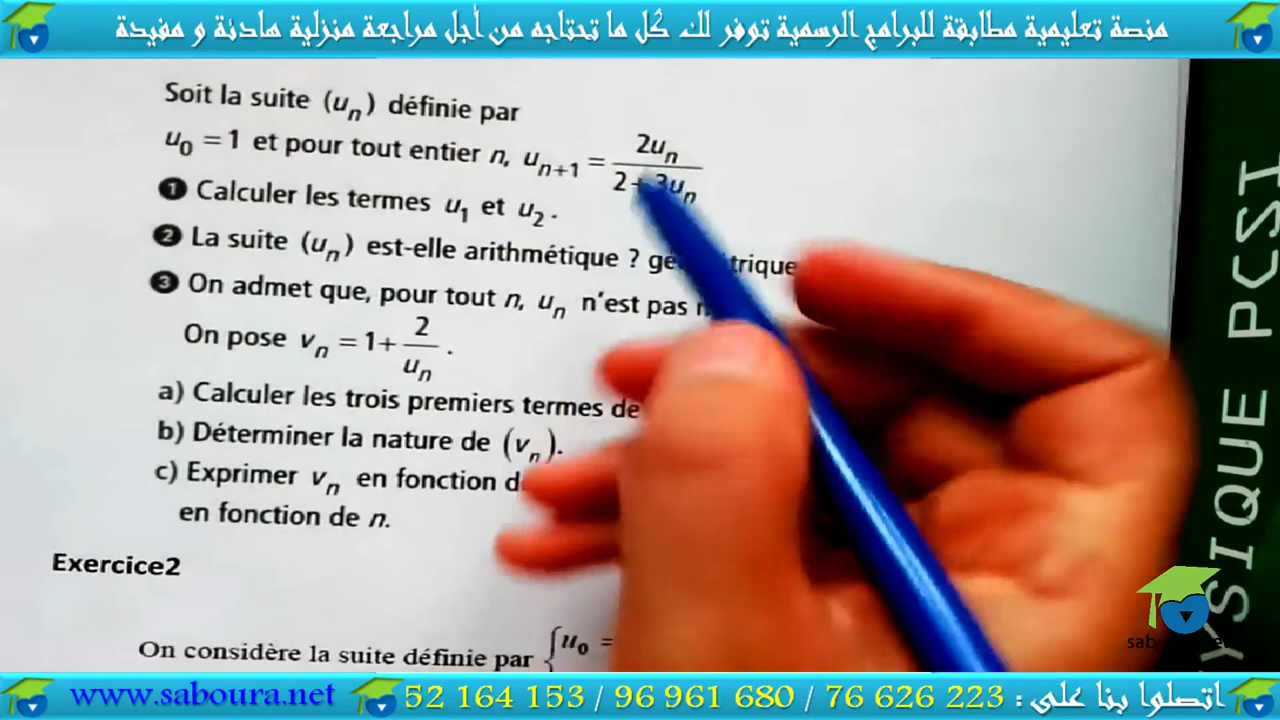 منصة تعليمية مطابقة للبرامج الرسمية توفر لك كل ما تحتاجه من أجل مراجعة منزلية هادئة و مفيدة
Soit la suite (uₙ) définie par
u₀ = 1 et pour tout entier n, uₙ₊₁ = 2uₙ / (2 + 3uₙ)
❶ Calculer les termes u₁ et u₂.
❷ La suite (uₙ) est-elle arithmétique ?
❸ On admet que, pour tout n, uₙ n'est pas
On pose vₙ = 1 + 2/uₙ.
a) Calculer les trois premiers termes de
b) Déterminer la nature de (vₙ).
c) Exprimer vₙ en fonction
en fonction de n.
Exercice2
On considère la suite définie par { u₀ =
YSIQUE PCSI
www.saboura.net
52 164 153 / 96 961 680 / 76 626 223 : اتصلوا بنا على